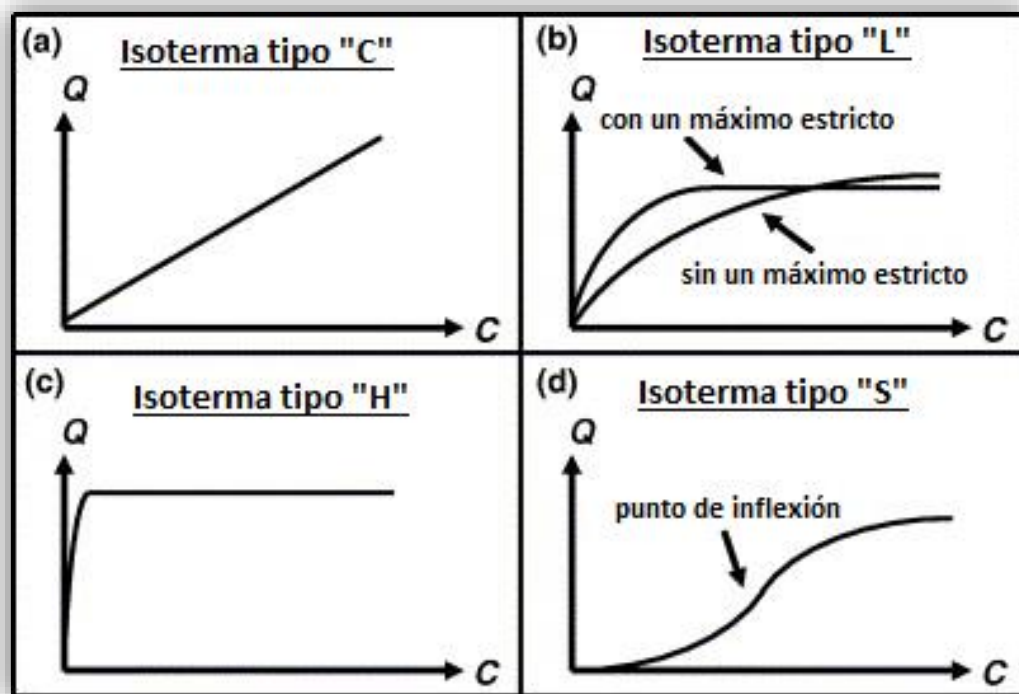 (a)
Isoterma tipo "C"
Q
C
(b)
Isoterma tipo "L"
Q
con un máximo estricto
sin un máximo estricto
C
(c)
Isoterma tipo "H"
Q
C
(d)
Isoterma tipo "S"
Q
punto de inflexión
C